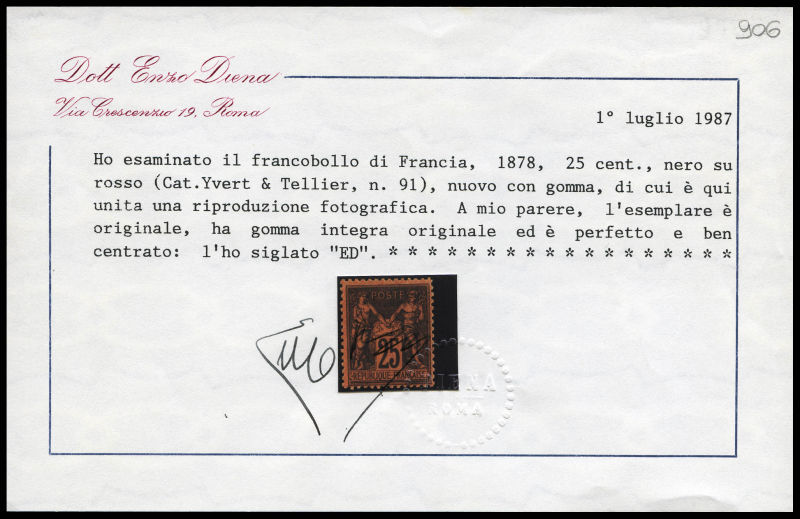 906
Dott Enzo Diena
Via Crescenzio 19, Roma
1° luglio 1987
Ho esaminato il francobollo di Francia, 1878, 25 cent., nero su
rosso (Cat.Yvert & Tellier, n. 91), nuovo con gomma, di cui è qui
unita una riproduzione fotografica. A mio parere, l'esemplare è
originale, ha gomma integra originale ed è perfetto e ben
centrato: l'ho siglato "ED". * * * * * * * * * * * * * * * * * *
POSTE
25
REPUBLIQUE FRANÇAISE
DIENA
ROMA